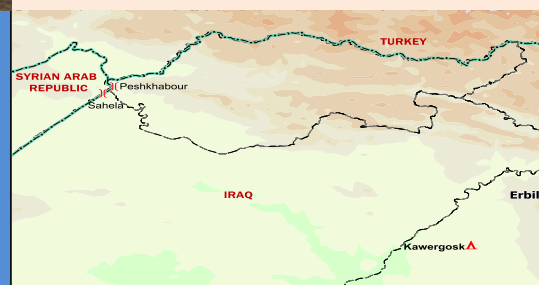 TURKEY
SYRIAN ARAB
REPUBLIC
Peshkhabour
Sahela
IRAQ
Erbil
Kawergosk